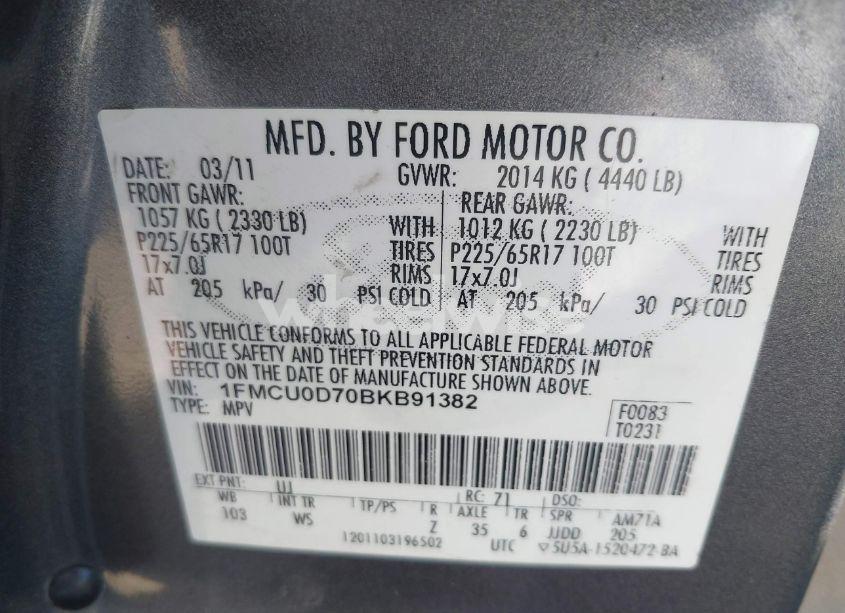 MFD. BY FORD MOTOR CO.
DATE: 03/11 GVWR: 2014 KG ( 4440 LB)
FRONT GAWR: REAR GAWR:
1057 KG ( 2330 LB) WITH 1012 KG ( 2230 LB) WITH
P225/65R17 100T TIRES P225/65R17 100T TIRES
17x7.0J RIMS 17x7.0J RIMS
AT 205 kPa/ 30 PSI COLD AT 205 kPa/ 30 PSI COLD
THIS VEHICLE CONFORMS TO ALL APPLICABLE FEDERAL MOTOR
VEHICLE SAFETY AND THEFT PREVENTION STANDARDS IN
EFFECT ON THE DATE OF MANUFACTURE SHOWN ABOVE.
VIN: 1FMCU0D70BKB91382
TYPE: MPV
F0083
T0231
EXT PNT: UJ RC: 71 DSO:
WB INT TR TP/PS R AXLE TR SPR AM71A
103 WS Z 35 6 JJDD 205
1201103196502 UTC ▽5U5A-1520472-BA
wheelwise